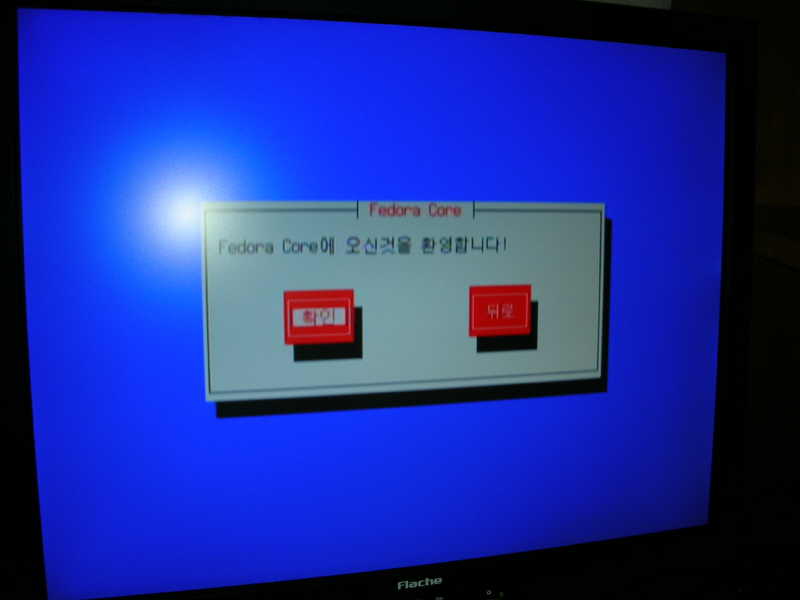 Fedora Core
Fedora Core에 오신것을 환영합니다!
확인
뒤로
Flache